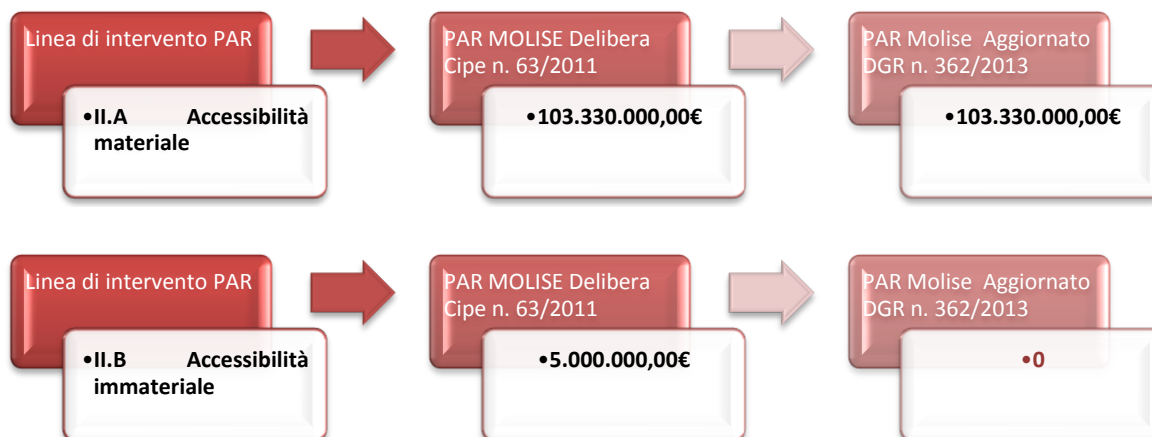 Linea di intervento PAR
•II.A Accessibilità
materiale
PAR MOLISE Delibera
Cipe n. 63/2011
•103.330.000,00€
PAR Molise Aggiornato
DGR n. 362/2013
•103.330.000,00€
Linea di intervento PAR
•II.B Accessibilità
immateriale
PAR MOLISE Delibera
Cipe n. 63/2011
•5.000.000,00€
PAR Molise Aggiornato
DGR n. 362/2013
•0